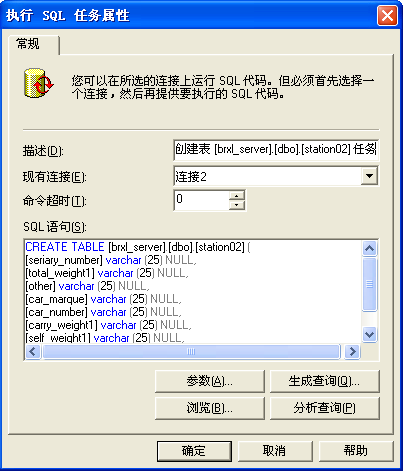 执行 SQL 任务属性
常规
您可以在所选的连接上运行 SQL 代码。但必须首先选择一
个连接，然后再提供要执行的 SQL 代码。
描述(D):
创建表 [brxl_server].[dbo].[station02] 任务
现有连接(E):
连接2
命令超时(T):
0
SQL 语句(S):
CREATE TABLE [brxl_server].[dbo].[station02] (
[seriary_number] varchar (25) NULL,
[total_weight1] varchar (25) NULL,
[other] varchar (25) NULL,
[car_marque] varchar (25) NULL,
[car_number] varchar (25) NULL,
[carry_weight1] varchar (25) NULL,
[self_weight1] varchar (25) NULL,
参数(A)... 生成查询(Q)...
浏览(B)... 分析查询(P)
确定 取消 帮助